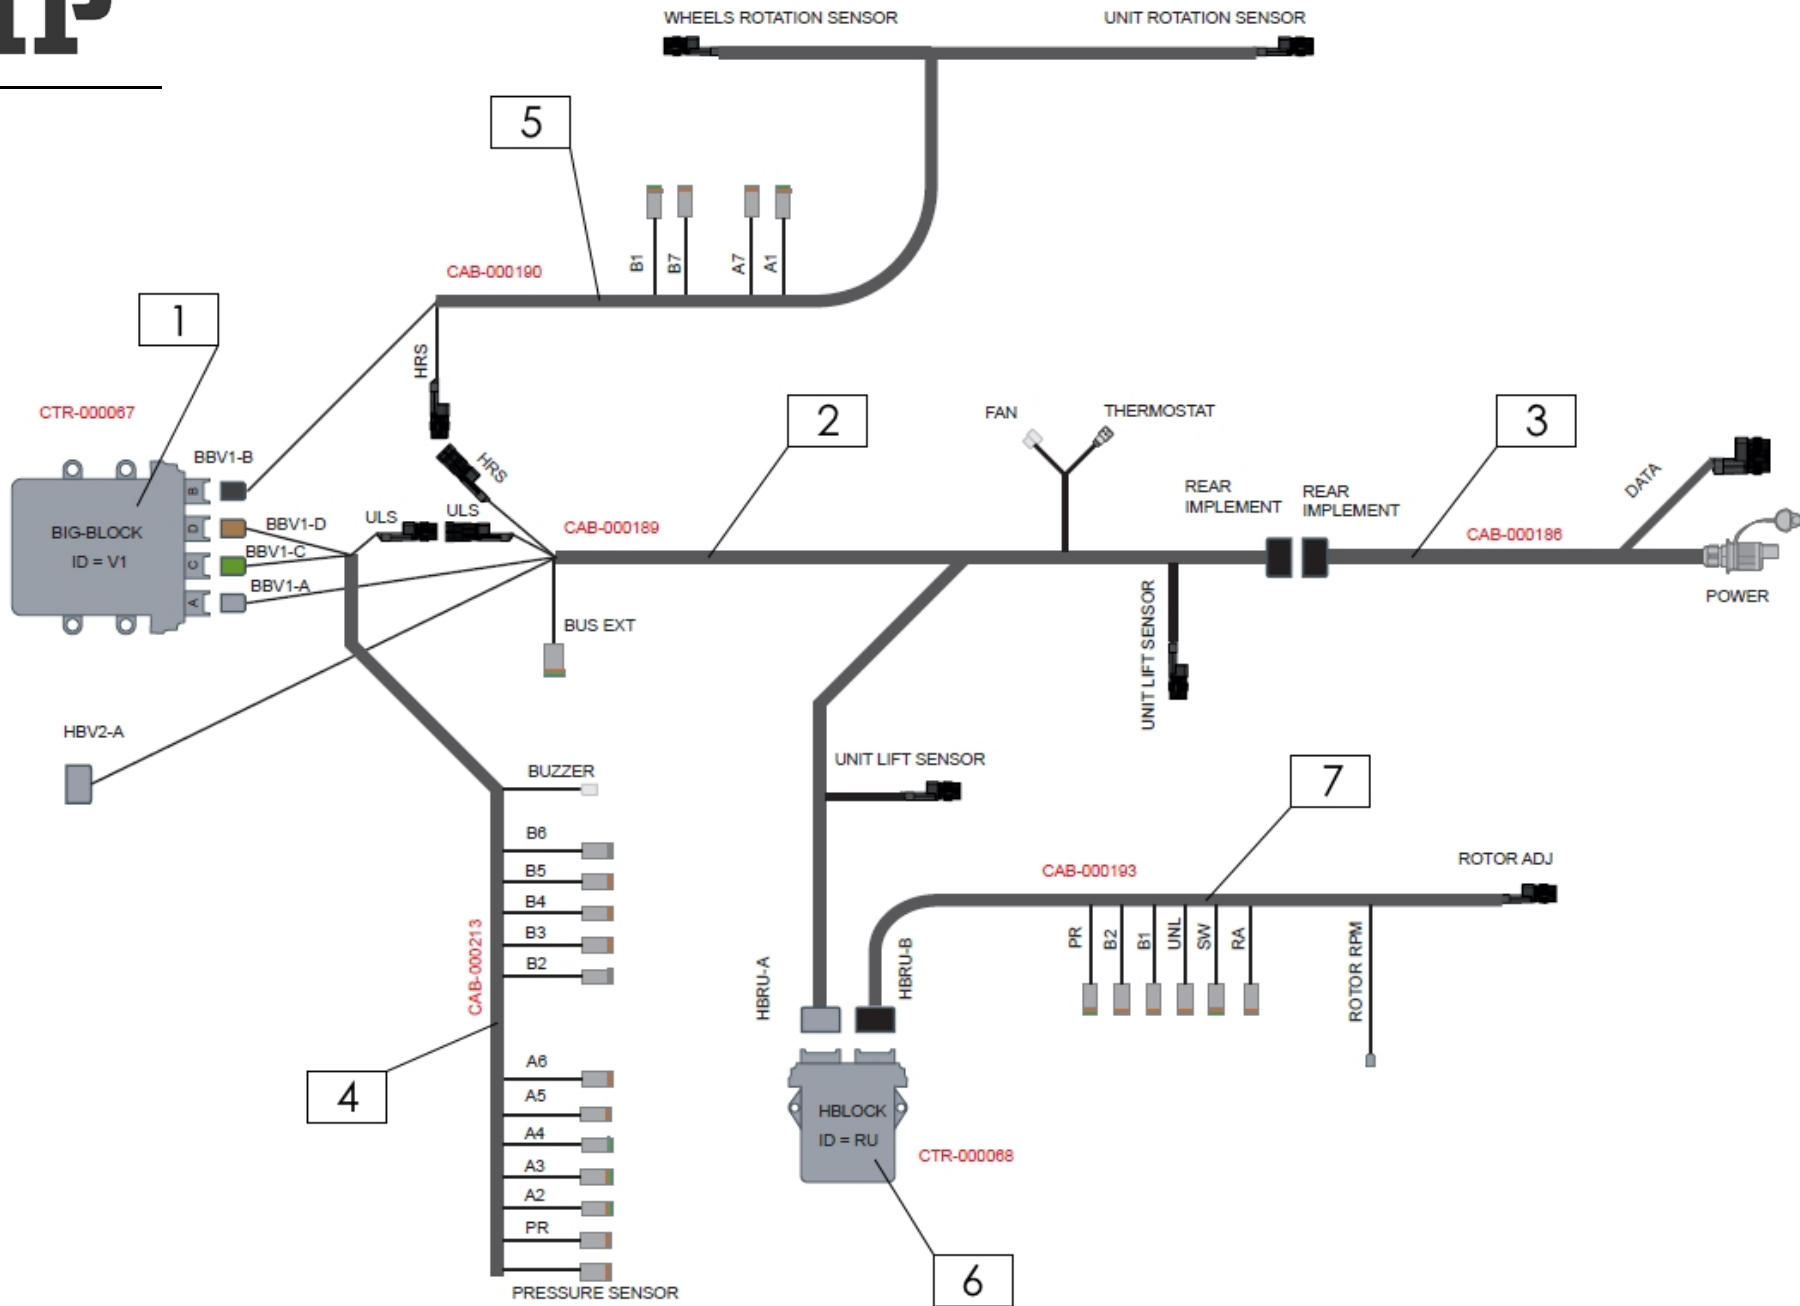 WHEELS ROTATION SENSOR
UNIT ROTATION SENSOR
5
B1
B7
A7
A1
CAB-000190
1
HRS
CTR-000067
2
FAN
THERMOSTAT
3
BBV1-B
HRS
B
DATA
REAR
IMPLEMENT
REAR
IMPLEMENT
BIG-BLOCK
ID = V1
D
BBV1-D
ULS
ULS
CAB-000189
CAB-000186
C
BBV1-C
A
BBV1-A
POWER
BUS EXT
UNIT LIFT SENSOR
HBV2-A
UNIT LIFT SENSOR
BUZZER
7
B6
B5
B4
B3
B2
CAB-000213
CAB-000193
ROTOR ADJ
PR
B2
B1
UNL
SW
RA
ROTOR RPM
HBRU-A
HBRU-B
4
A6
A5
A4
A3
A2
PR
PRESSURE SENSOR
HBLOCK
ID = RU
CTR-000068
6